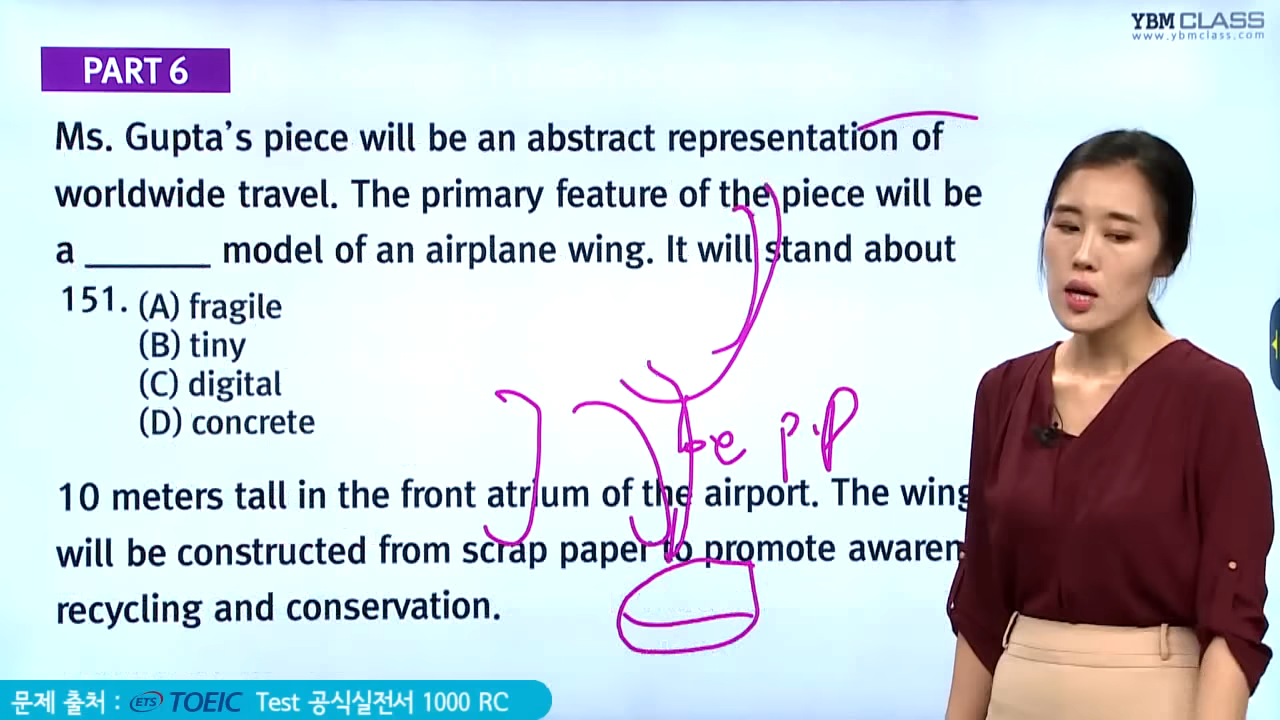 YBM CLASS
www.ybmclass.com
PART 6
Ms. Gupta's piece will be an abstract representation of
worldwide travel. The primary feature of the piece will be
a _______ model of an airplane wing. It will stand about
151. (A) fragile
(B) tiny
(C) digital
(D) concrete
be p.p
10 meters tall in the front atrium of the airport. The wing
will be constructed from scrap paper to promote awaren
recycling and conservation.
문제 출처 : ETS TOEIC Test 공식실전서 1000 RC